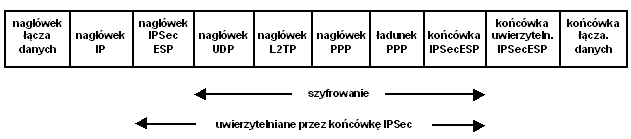 nagłówek łącza danych
nagłówek IP
nagłówek IPSec ESP
nagłówek UDP
nagłówek L2TP
nagłówek PPP
ładunek PPP
końcówka IPSecESP
końcówka uwierzyteln. IPSecESP
końcówka łącza. danych
szyfrowanie
uwierzytelniane przez końcówkę IPSec